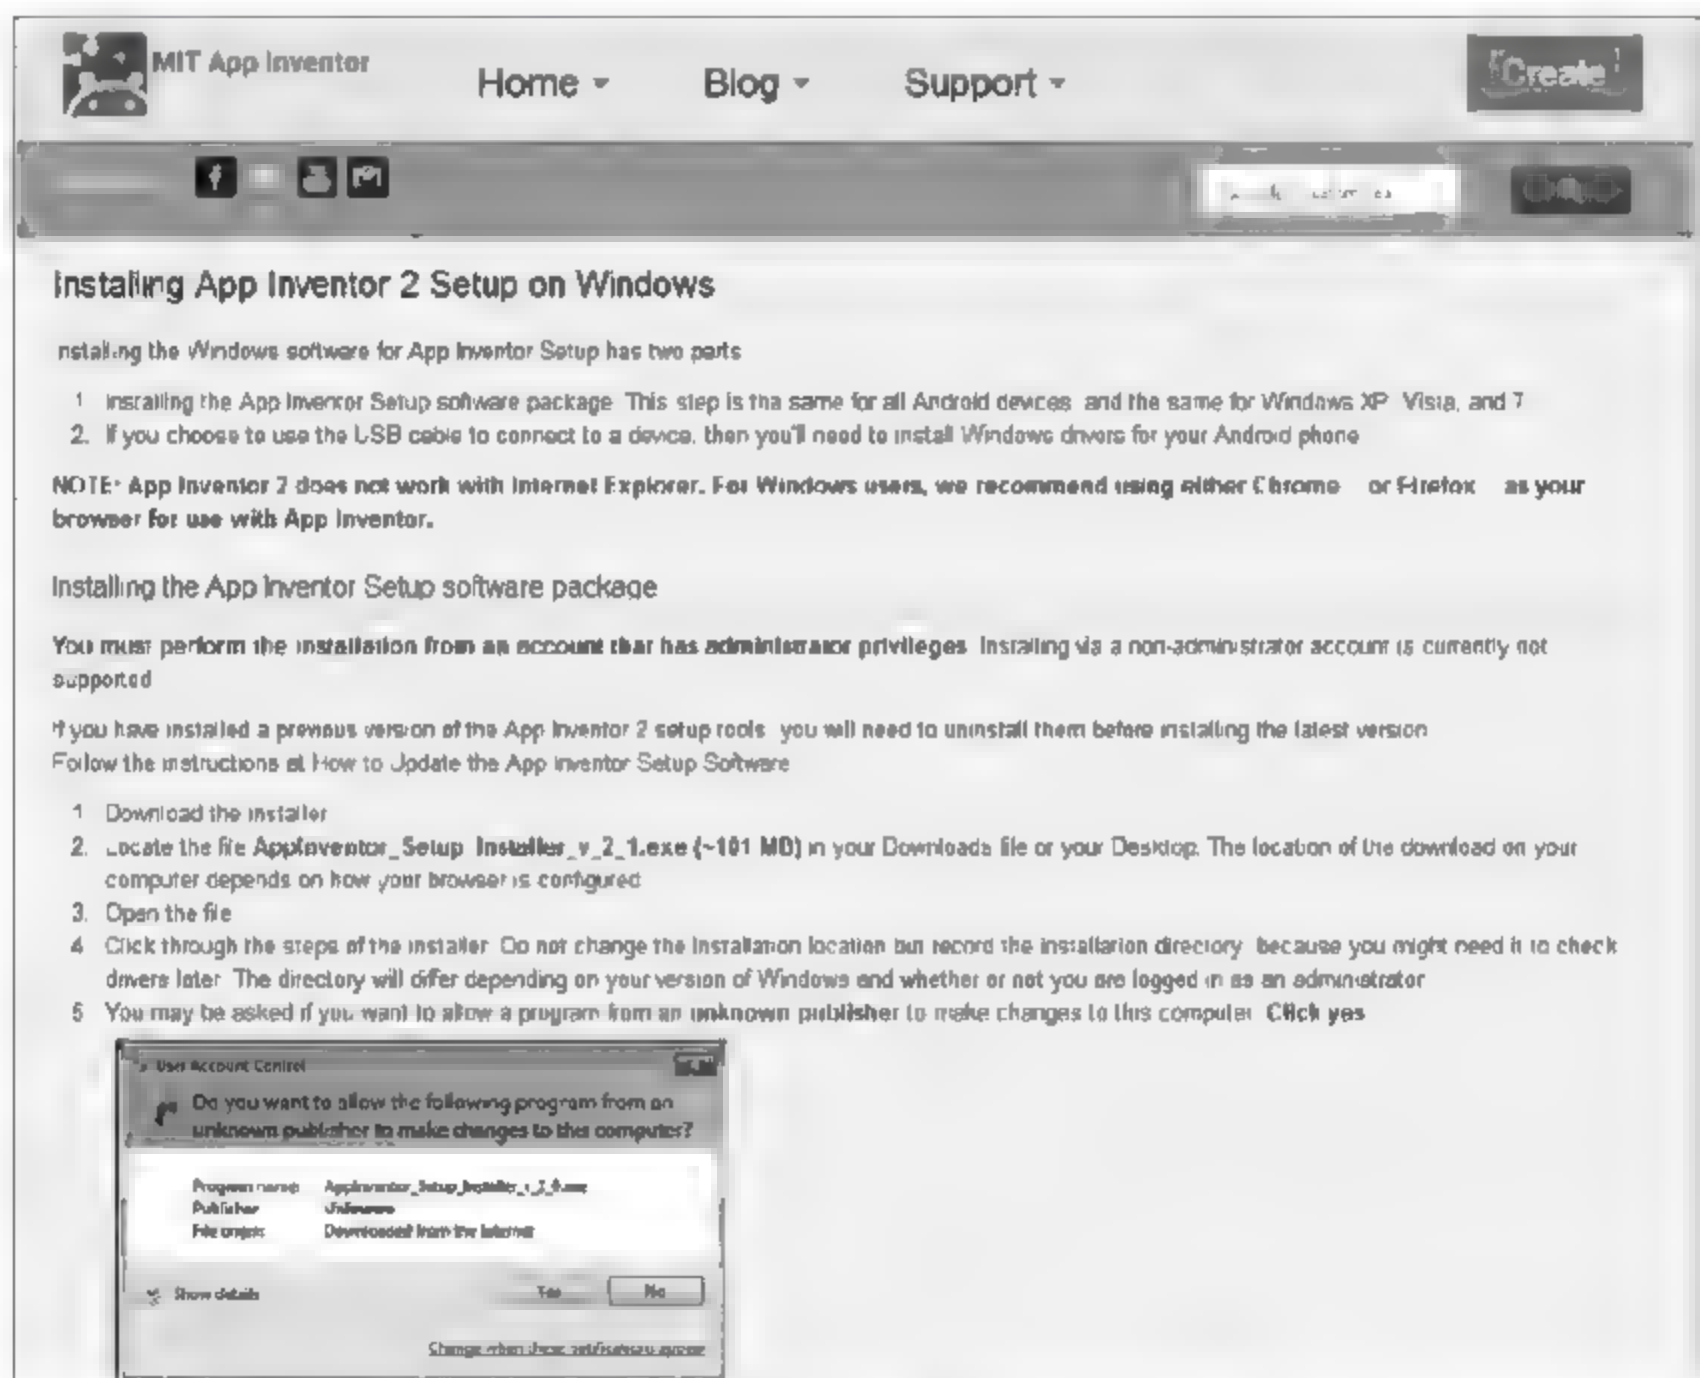 MIT App Inventor
Home Blog Support
Create
Installing App Inventor 2 Setup on Windows
nstalling the Windows software for App Inventor Setup has two parts
1 Installing the App Inventor Setup software package This step is the same for all Android devices and the same for Windows XP Vista, and 7
2. If you choose to use the USB cable to connect to a device, then you'll need to install Windows drivers for your Android phone
NOTE: App Inventor 2 does not work with Internet Explorer. For Windows users, we recommend using either Chrome or Firefox as your
browser for use with App Inventor.
Installing the App Inventor Setup software package
You must perform the installation from an account that has administrator privileges Installing via a non-administrator account is currently not
supported
If you have installed a previous version of the App Inventor 2 setup tools you will need to uninstall them before installing the latest version
Follow the instructions at How to Update the App Inventor Setup Software
1 Download the installer
2. Locate the file AppInventor_Setup Installer_v_2_1.exe (~101 MB) in your Downloads file or your Desktop. The location of the download on your
computer depends on how your browser is configured
3. Open the file
4 Click through the steps of the installer Do not change the installation location but record the installation directory because you might need it to check
drivers later The directory will differ depending on your version of Windows and whether or not you are logged in as an administrator
5 You may be asked if you want to allow a program from an unknown publisher to make changes to this computer Click yes
User Account Control
Do you want to allow the following program from an
unknown publisher to make changes to this computer?
Program name: AppInventor_Setup_Installer_v_2_0.exe
Publisher Unknown
File origin: Downloaded from the Internet
Show details Yes No
Change when these notifications appear